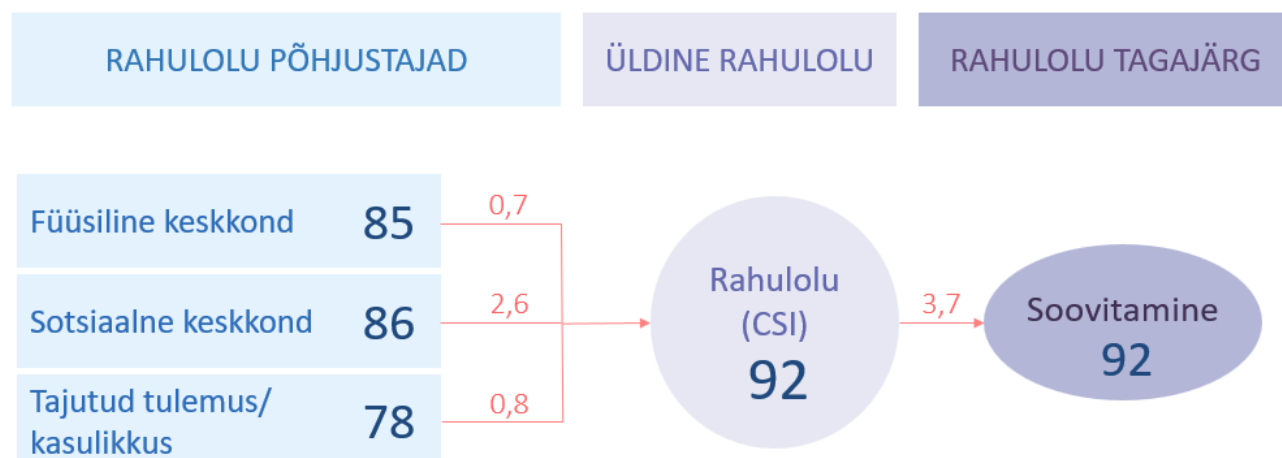 RAHULOLU PÕHJUSTAJAD
ÜLDINE RAHULOLU
RAHULOLU TAGAJÄRG
Füüsiline keskkond 85
0,7
Sotsiaalne keskkond 86
2,6
Tajutud tulemus/
kasulikkus 78
0,8
Rahulolu
(CSI)
92
3,7
Soovitamine
92